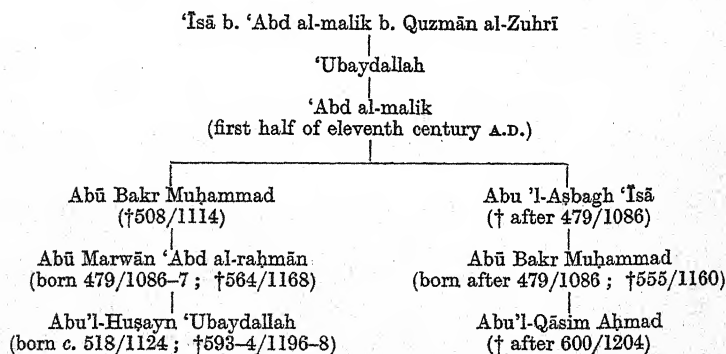 ‘Īsā b. ‘Abd al-malik b. Quzmān al-Zuhrī
‘Ubaydallah
‘Abd al-malik
(first half of eleventh century A.D.)
Abū Bakr Muḥammad
(†508/1114)
Abū Marwān ‘Abd al-raḥmān
(born 479/1086–7 ; †564/1168)
Abu’l-Ḥuṣayn ‘Ubaydallah
(born c. 518/1124 ; †593–4/1196–8)
Abu ’l-Aṣbagh ‘Īsā
(† after 479/1086)
Abū Bakr Muḥammad
(born after 479/1086 ; †555/1160)
Abu’l-Qāsim Aḥmad
(† after 600/1204)